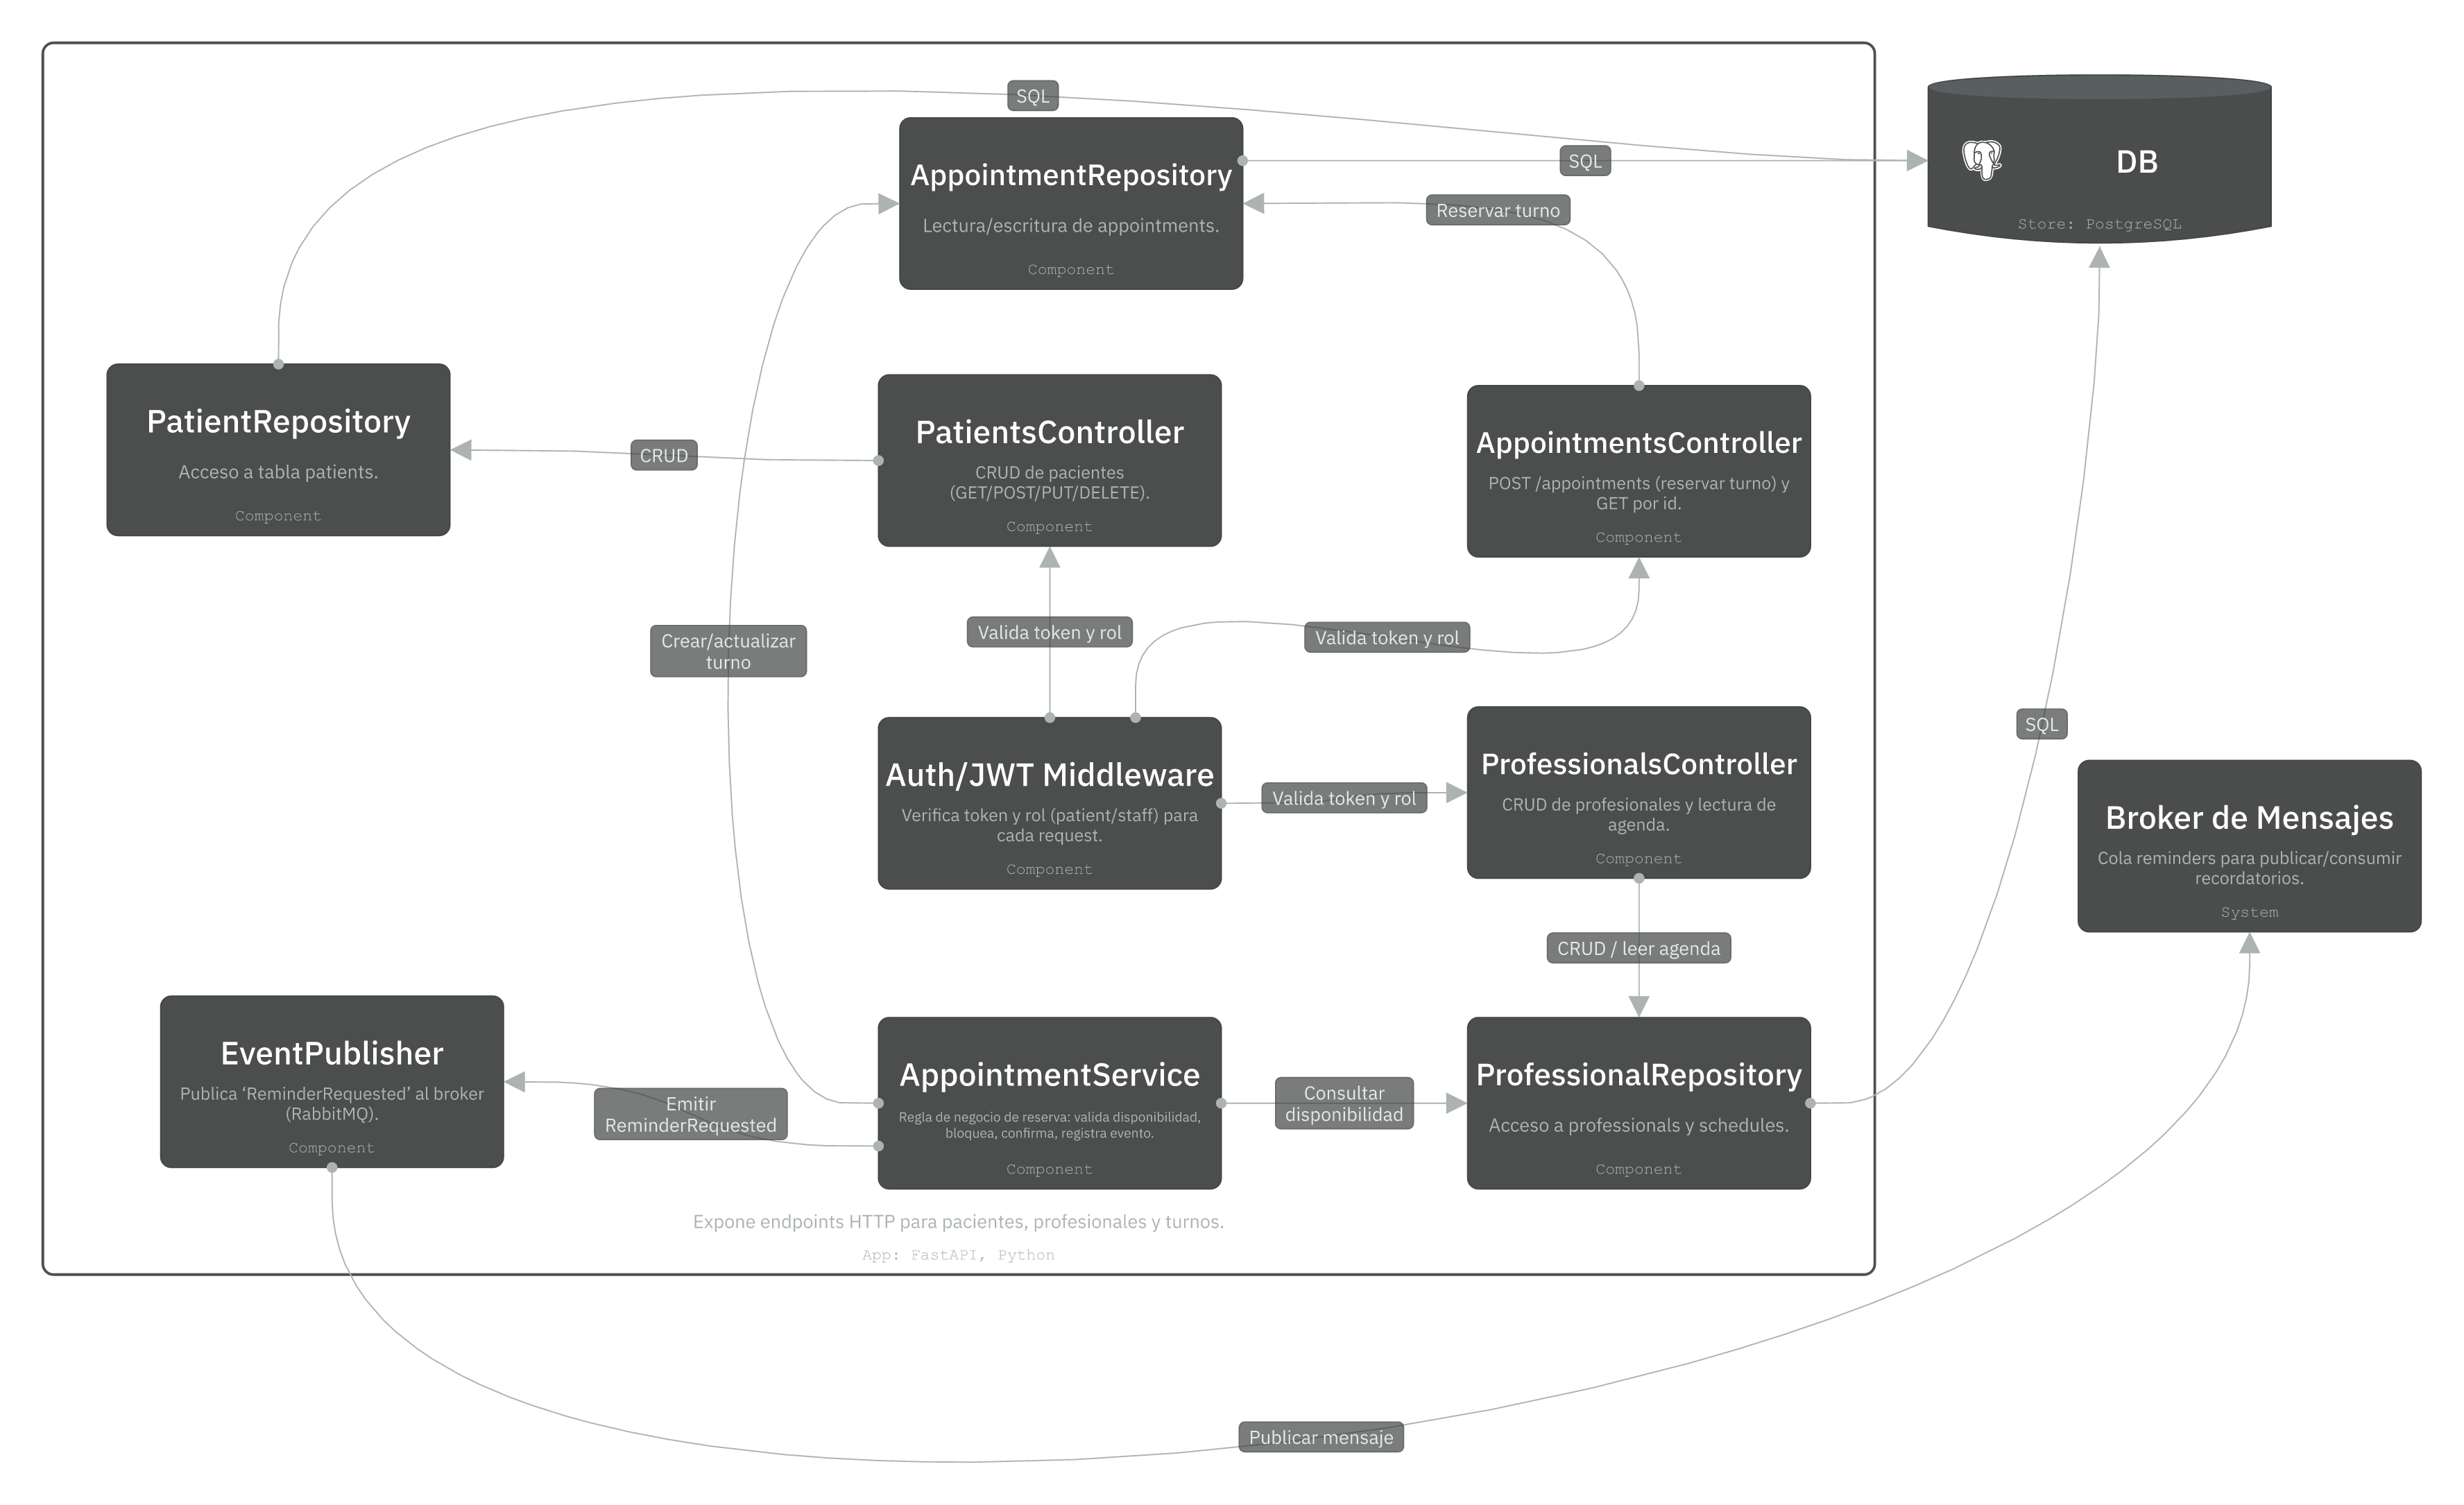 SQL
AppointmentRepository
Lectura/escritura de appointments.
Component
SQL
Reservar turno
DB
Store: PostgreSQL
PatientRepository
Acceso a tabla patients.
Component
CRUD
PatientsController
CRUD de pacientes
(GET/POST/PUT/DELETE).
Component
AppointmentsController
POST /appointments (reservar turno) y
GET por id.
Component
Crear/actualizar
turno
Valida token y rol
Valida token y rol
Auth/JWT Middleware
Verifica token y rol (patient/staff) para
cada request.
Component
Valida token y rol
ProfessionalsController
CRUD de profesionales y lectura de
agenda.
Component
SQL
Broker de Mensajes
Cola reminders para publicar/consumir
recordatorios.
System
CRUD / leer agenda
EventPublisher
Publica ‘ReminderRequested’ al broker
(RabbitMQ).
Component
Emitir
ReminderRequested
AppointmentService
Regla de negocio de reserva: valida disponibilidad,
bloquea, confirma, registra evento.
Component
Consultar
disponibilidad
ProfessionalRepository
Acceso a professionals y schedules.
Component
Expone endpoints HTTP para pacientes, profesionales y turnos.
App: FastAPI, Python
Publicar mensaje